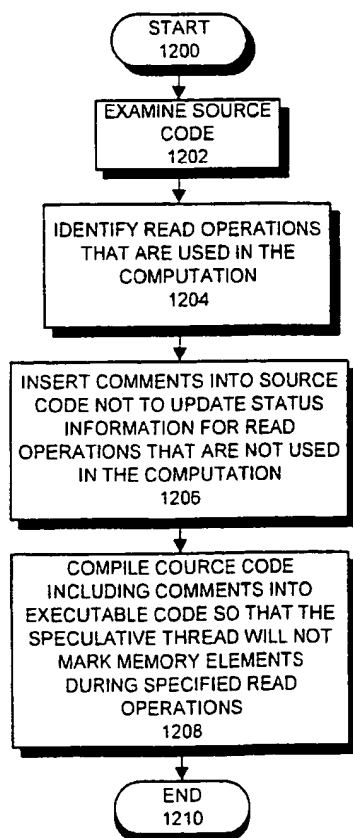 START
1200
EXAMINE SOURCE
CODE
1202
IDENTIFY READ OPERATIONS
THAT ARE USED IN THE
COMPUTATION
1204
INSERT COMMENTS INTO SOURCE
CODE NOT TO UPDATE STATUS
INFORMATION FOR READ
OPERATIONS THAT ARE NOT USED
IN THE COMPUTATION
1206
COMPILE COURCE CODE
INCLUDING COMMENTS INTO
EXECUTABLE CODE SO THAT THE
SPECULATIVE THREAD WILL NOT
MARK MEMORY ELEMENTS
DURING SPECIFIED READ
OPERATIONS
1208
END
1210